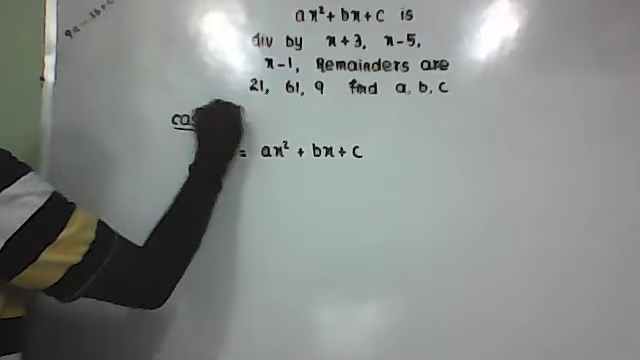 ax² + bx + c is
div by x + 3, x - 5,
x - 1, Remainders are
21, 61, 9 find a, b, c
= ax² + bx + c